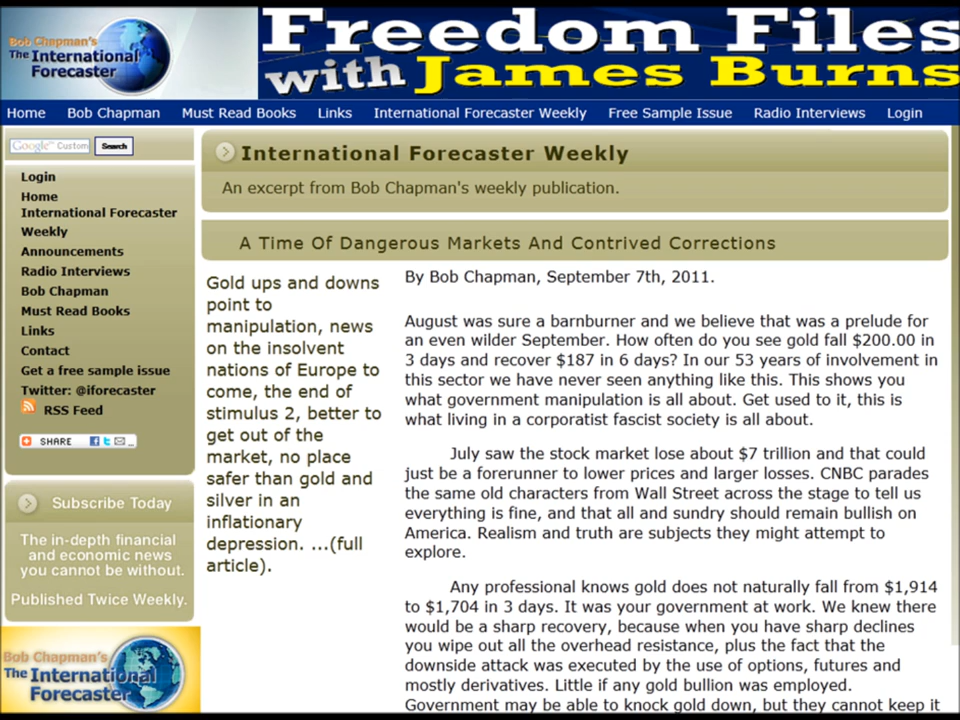 Bob Chapman's
The International
Forecaster
Freedom Files
with James Burns
Home Bob Chapman Must Read Books Links International Forecaster Weekly Free Sample Issue Radio Interviews Login
Google™ Custom Search
Login
Home
International Forecaster
Weekly
Announcements
Radio Interviews
Bob Chapman
Must Read Books
Links
Contact
Get a free sample issue
Twitter: @iforecaster
RSS Feed
SHARE
Subscribe Today
The in-depth financial
and economic news
you cannot be without.
Published Twice Weekly.
Bob Chapman's
The International
Forecaster
International Forecaster Weekly
An excerpt from Bob Chapman's weekly publication.
A Time Of Dangerous Markets And Contrived Corrections
Gold ups and downs
point to
manipulation, news
on the insolvent
nations of Europe to
come, the end of
stimulus 2, better to
get out of the
market, no place
safer than gold and
silver in an
inflationary
depression. ...(full
article).
By Bob Chapman, September 7th, 2011.
August was sure a barnburner and we believe that was a prelude for
an even wilder September. How often do you see gold fall $200.00 in
3 days and recover $187 in 6 days? In our 53 years of involvement in
this sector we have never seen anything like this. This shows you
what government manipulation is all about. Get used to it, this is
what living in a corporatist fascist society is all about.
July saw the stock market lose about $7 trillion and that could
just be a forerunner to lower prices and larger losses. CNBC parades
the same old characters from Wall Street across the stage to tell us
everything is fine, and that all and sundry should remain bullish on
America. Realism and truth are subjects they might attempt to
explore.
Any professional knows gold does not naturally fall from $1,914
to $1,704 in 3 days. It was your government at work. We knew there
would be a sharp recovery, because when you have sharp declines
you wipe out all the overhead resistance, plus the fact that the
downside attack was executed by the use of options, futures and
mostly derivatives. Little if any gold bullion was employed.
Government may be able to knock gold down, but they cannot keep it